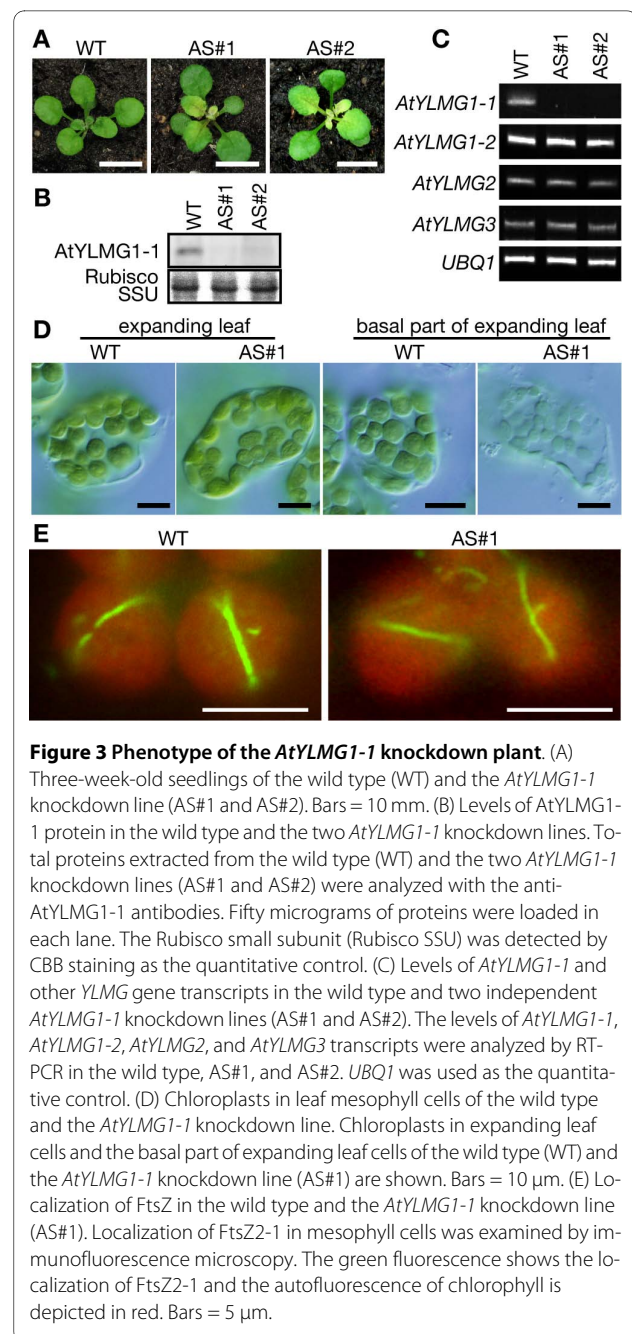 A
WT
AS#1
AS#2
B
WT
AS#1
AS#2
AtYLMG1-1
Rubisco
SSU
C
WT
AS#1
AS#2
AtYLMG1-1
AtYLMG1-2
AtYLMG2
AtYLMG3
UBQ1
D
expanding leaf
basal part of expanding leaf
WT
AS#1
WT
AS#1
E
WT
AS#1
Figure 3 Phenotype of the AtYLMG1-1 knockdown plant. (A)
Three-week-old seedlings of the wild type (WT) and the AtYLMG1-1
knockdown line (AS#1 and AS#2). Bars = 10 mm. (B) Levels of AtYLMG1-
1 protein in the wild type and the two AtYLMG1-1 knockdown lines. To-
tal proteins extracted from the wild type (WT) and the two AtYLMG1-1
knockdown lines (AS#1 and AS#2) were analyzed with the anti-
AtYLMG1-1 antibodies. Fifty micrograms of proteins were loaded in
each lane. The Rubisco small subunit (Rubisco SSU) was detected by
CBB staining as the quantitative control. (C) Levels of AtYLMG1-1 and
other YLMG gene transcripts in the wild type and two independent
AtYLMG1-1 knockdown lines (AS#1 and AS#2). The levels of AtYLMG1-1,
AtYLMG1-2, AtYLMG2, and AtYLMG3 transcripts were analyzed by RT-
PCR in the wild type, AS#1, and AS#2. UBQ1 was used as the quantita-
tive control. (D) Chloroplasts in leaf mesophyll cells of the wild type
and the AtYLMG1-1 knockdown line. Chloroplasts in expanding leaf
cells and the basal part of expanding leaf cells of the wild type (WT) and
the AtYLMG1-1 knockdown line (AS#1) are shown. Bars = 10 μm. (E) Lo-
calization of FtsZ in the wild type and the AtYLMG1-1 knockdown line
(AS#1). Localization of FtsZ2-1 in mesophyll cells was examined by im-
munofluorescence microscopy. The green fluorescence shows the lo-
calization of FtsZ2-1 and the autofluorescence of chlorophyll is
depicted in red. Bars = 5 μm.